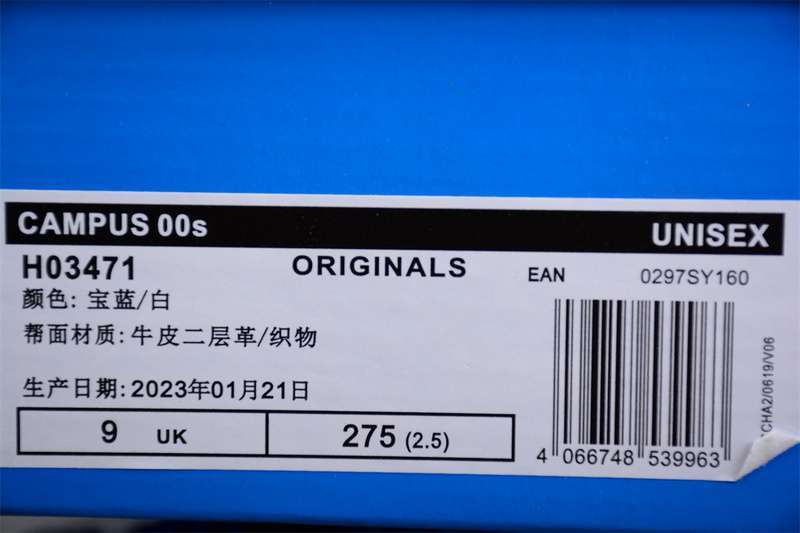 CAMPUS 00s UNISEX
H03471 ORIGINALS EAN 0297SY160
颜色: 宝蓝/白
帮面材质: 牛皮二层革/织物
生产日期: 2023年01月21日
9 UK 275 (2.5)
4 066748 539963
CHA2/0619/V06